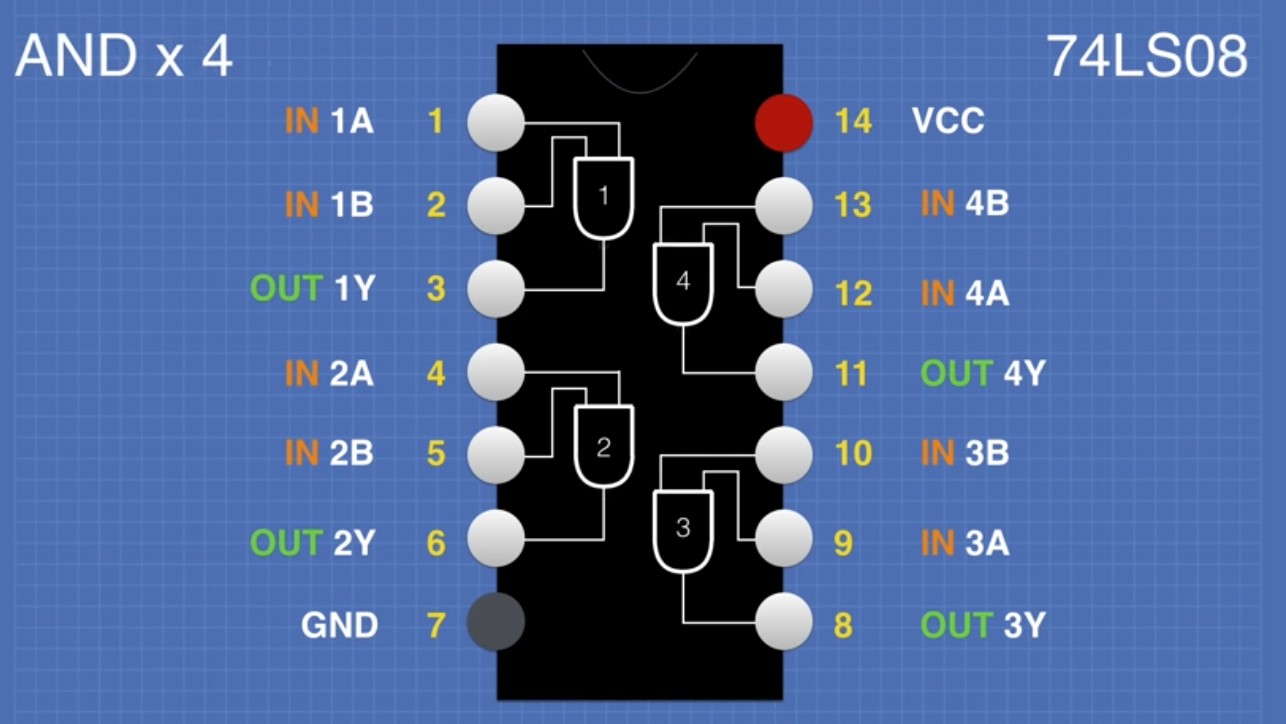 AND x 4
74LS08
IN 1A 1
14 VCC
IN 1B 2
13 IN 4B
OUT 1Y 3
12 IN 4A
IN 2A 4
11 OUT 4Y
IN 2B 5
10 IN 3B
OUT 2Y 6
9 IN 3A
GND 7
8 OUT 3Y
1
4
2
3